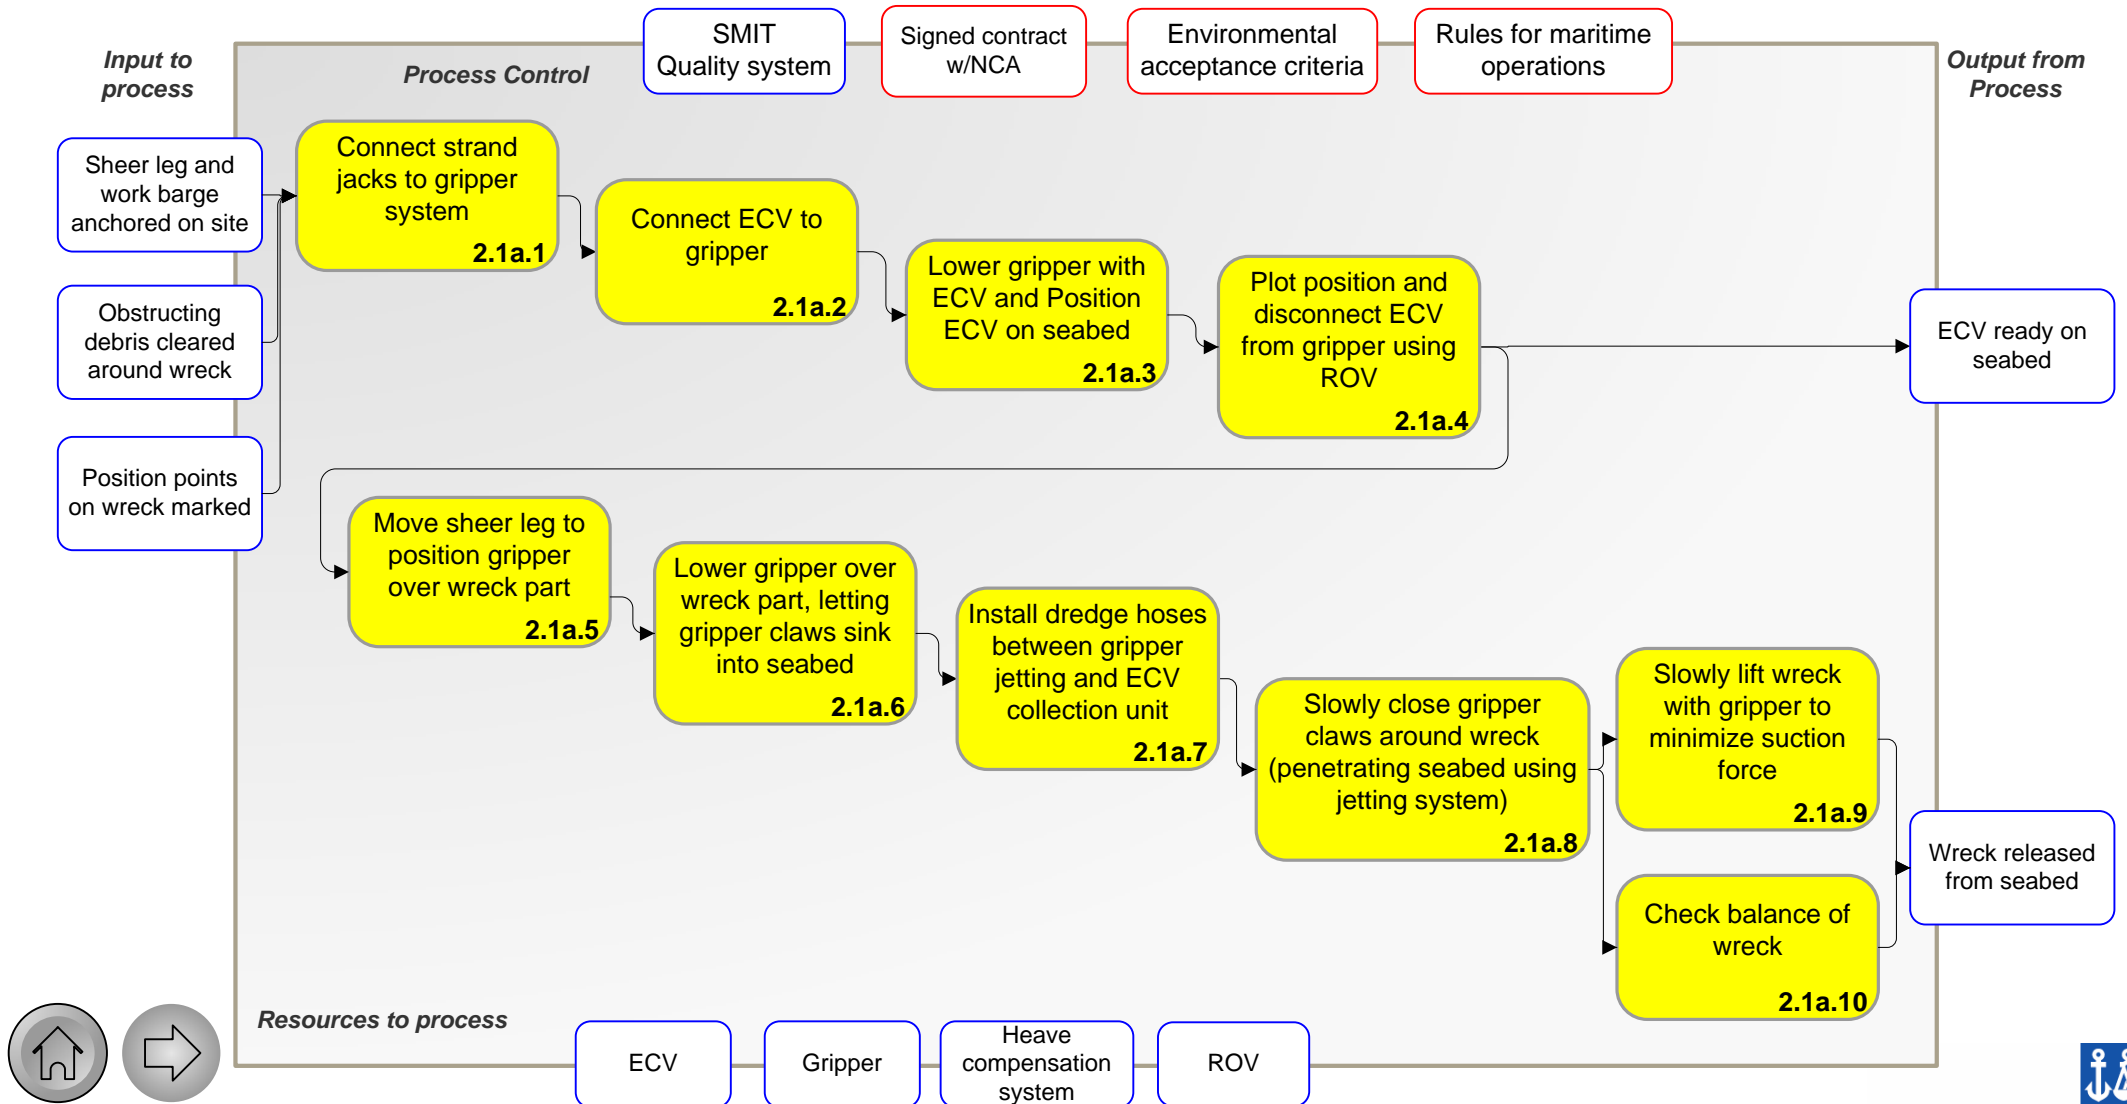 Input to
process
Process Control
SMIT
Quality system
Signed contract
w/NCA
Environmental
acceptance criteria
Rules for maritime
operations
Output from
Process
Sheer leg and
work barge
anchored on site
Obstructing
debris cleared
around wreck
Position points
on wreck marked
Connect strand
jacks to gripper
system
2.1a.1
Connect ECV to
gripper
2.1a.2
Lower gripper with
ECV and Position
ECV on seabed
2.1a.3
Plot position and
disconnect ECV
from gripper using
ROV
2.1a.4
ECV ready on
seabed
Move sheer leg to
position gripper
over wreck part
2.1a.5
Lower gripper over
wreck part, letting
gripper claws sink
into seabed
2.1a.6
Install dredge hoses
between gripper
jetting and ECV
collection unit
2.1a.7
Slowly close gripper
claws around wreck
(penetrating seabed using
jetting system)
2.1a.8
Slowly lift wreck
with gripper to
minimize suction
force
2.1a.9
Check balance of
wreck
2.1a.10
Wreck released
from seabed
Resources to process
ECV
Gripper
Heave
compensation
system
ROV